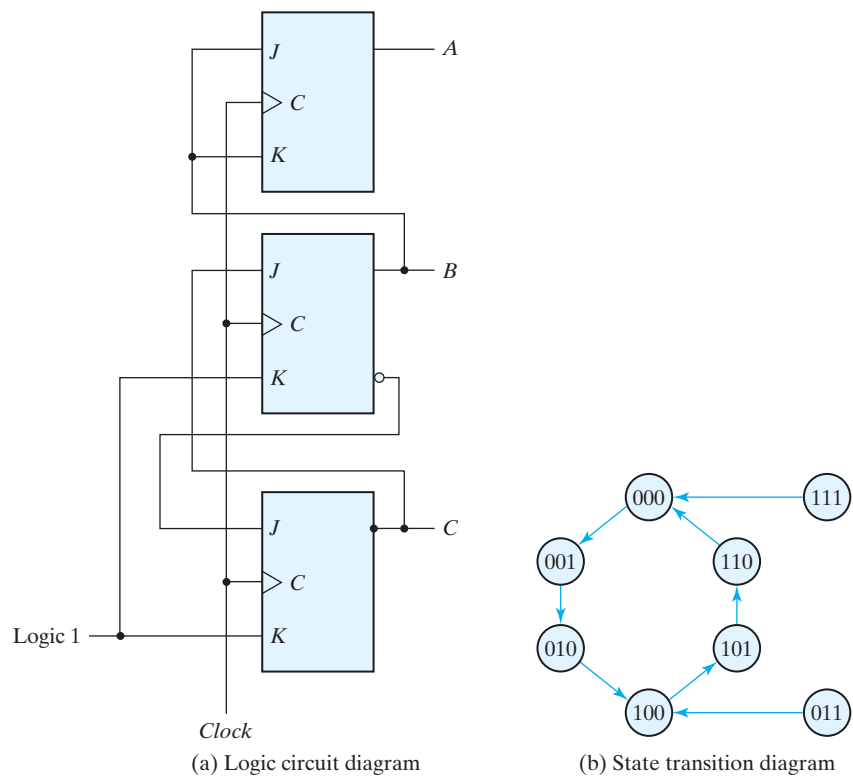 J
A
C
K
J
B
C
K
J
C
C
Logic 1
K
Clock
(a) Logic circuit diagram
000
111
001
110
010
101
100
011
(b) State transition diagram